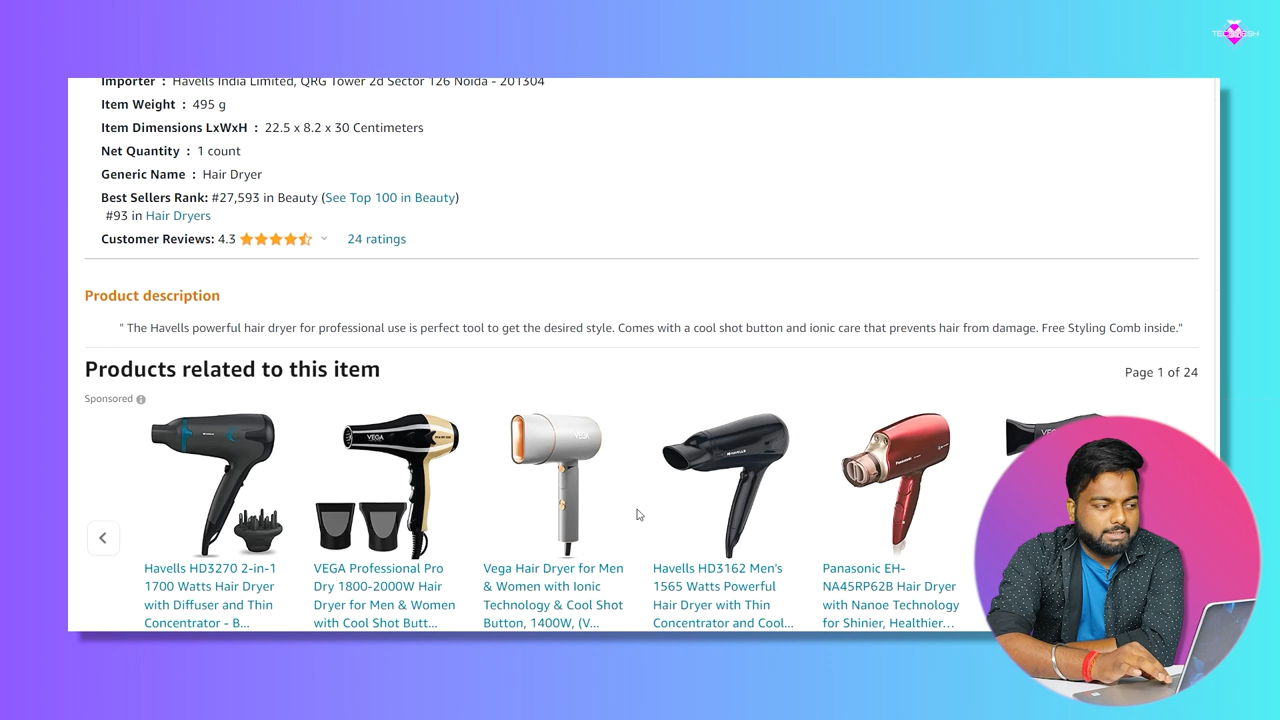 Importer : Havells India Limited, QRG Tower 2d Sector 126 Noida - 201304
Item Weight : 495 g
Item Dimensions LxWxH : 22.5 x 8.2 x 30 Centimeters
Net Quantity : 1 count
Generic Name : Hair Dryer
Best Sellers Rank: #27,593 in Beauty (See Top 100 in Beauty)
#93 in Hair Dryers
Customer Reviews: 4.3 24 ratings
Product description
" The Havells powerful hair dryer for professional use is perfect tool to get the desired style. Comes with a cool shot button and ionic care that prevents hair from damage. Free Styling Comb inside."
Products related to this item
Page 1 of 24
Sponsored
VEGA
VEGA
HAVELLS
Panasonic
Havells HD3270 2-in-1
1700 Watts Hair Dryer
with Diffuser and Thin
Concentrator - B...
VEGA Professional Pro
Dry 1800-2000W Hair
Dryer for Men & Women
with Cool Shot Butt...
Vega Hair Dryer for Men
& Women with Ionic
Technology & Cool Shot
Button, 1400W, (V...
Havells HD3162 Men's
1565 Watts Powerful
Hair Dryer with Thin
Concentrator and Cool...
Panasonic EH-
NA45RP62B Hair Dryer
with Nanoe Technology
for Shinier, Healthier...